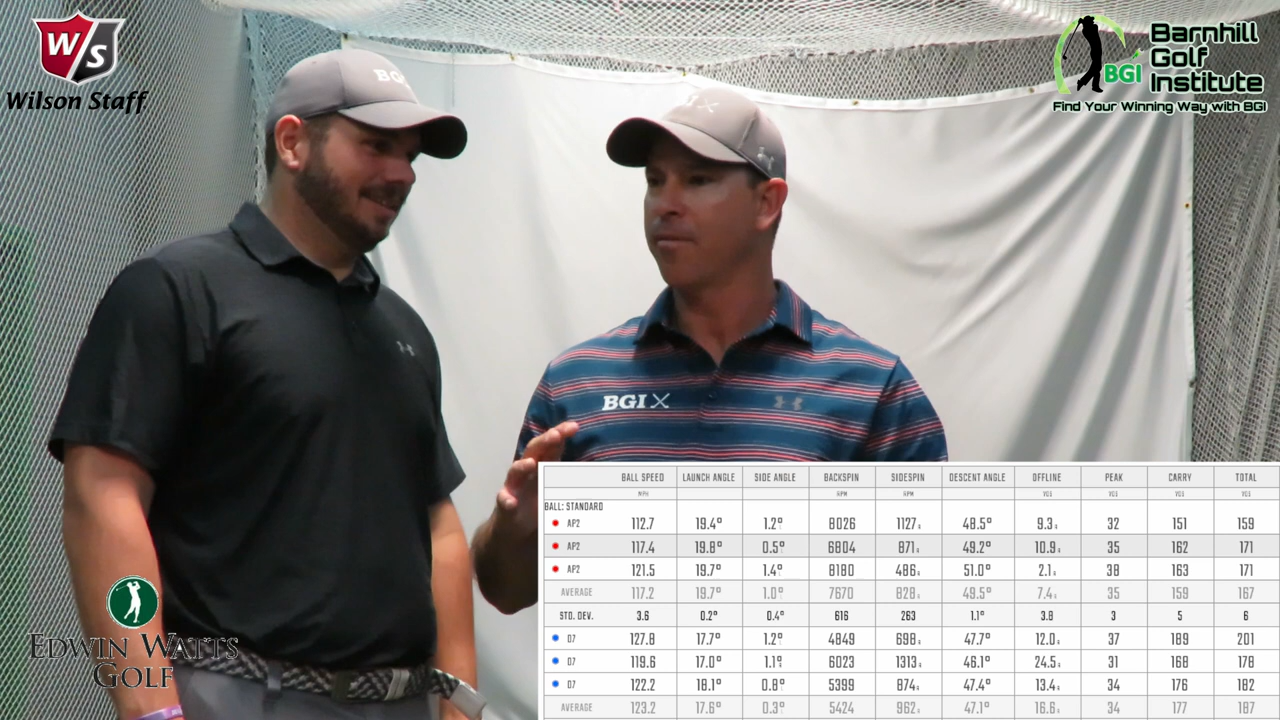 W/S
Wilson Staff
BGI
Barnhill
Golf
Institute
Find Your Winning Way with BGI
BGI
BGI
EDWIN WATTS
GOLF
BALL SPEED LAUNCH ANGLE SIDE ANGLE BACKSPIN SIDESPIN DESCENT ANGLE OFFLINE PEAK CARRY TOTAL
MPH RPM RPM YDS YDS YDS YDS
BALL: STANDARD
AP2 112.7 19.4° 1.2° 8026 1127 R 48.5° 9.3 R 32 151 159
AP2 117.4 19.8° 0.5° 6804 871 R 49.2° 10.9 R 35 162 171
AP2 121.5 19.7° 1.4° 8180 486 R 51.0° 2.1 R 38 163 171
AVERAGE 117.2 19.7° 1.0° 7670 828 R 49.5° 7.4 R 35 159 167
STD. DEV. 3.6 0.2° 0.4° 616 263 1.1° 3.8 3 5 6
D7 127.8 17.7° 1.2° 4849 698 R 47.7° 12.0 R 37 189 201
D7 119.6 17.0° 1.1° 6023 1313 R 46.1° 24.5 R 31 168 178
D7 122.2 18.1° 0.8° 5399 874 R 47.4° 13.4 R 34 176 182
AVERAGE 123.2 17.6° 0.3° 5424 962 R 47.1° 16.6 R 34 177 187